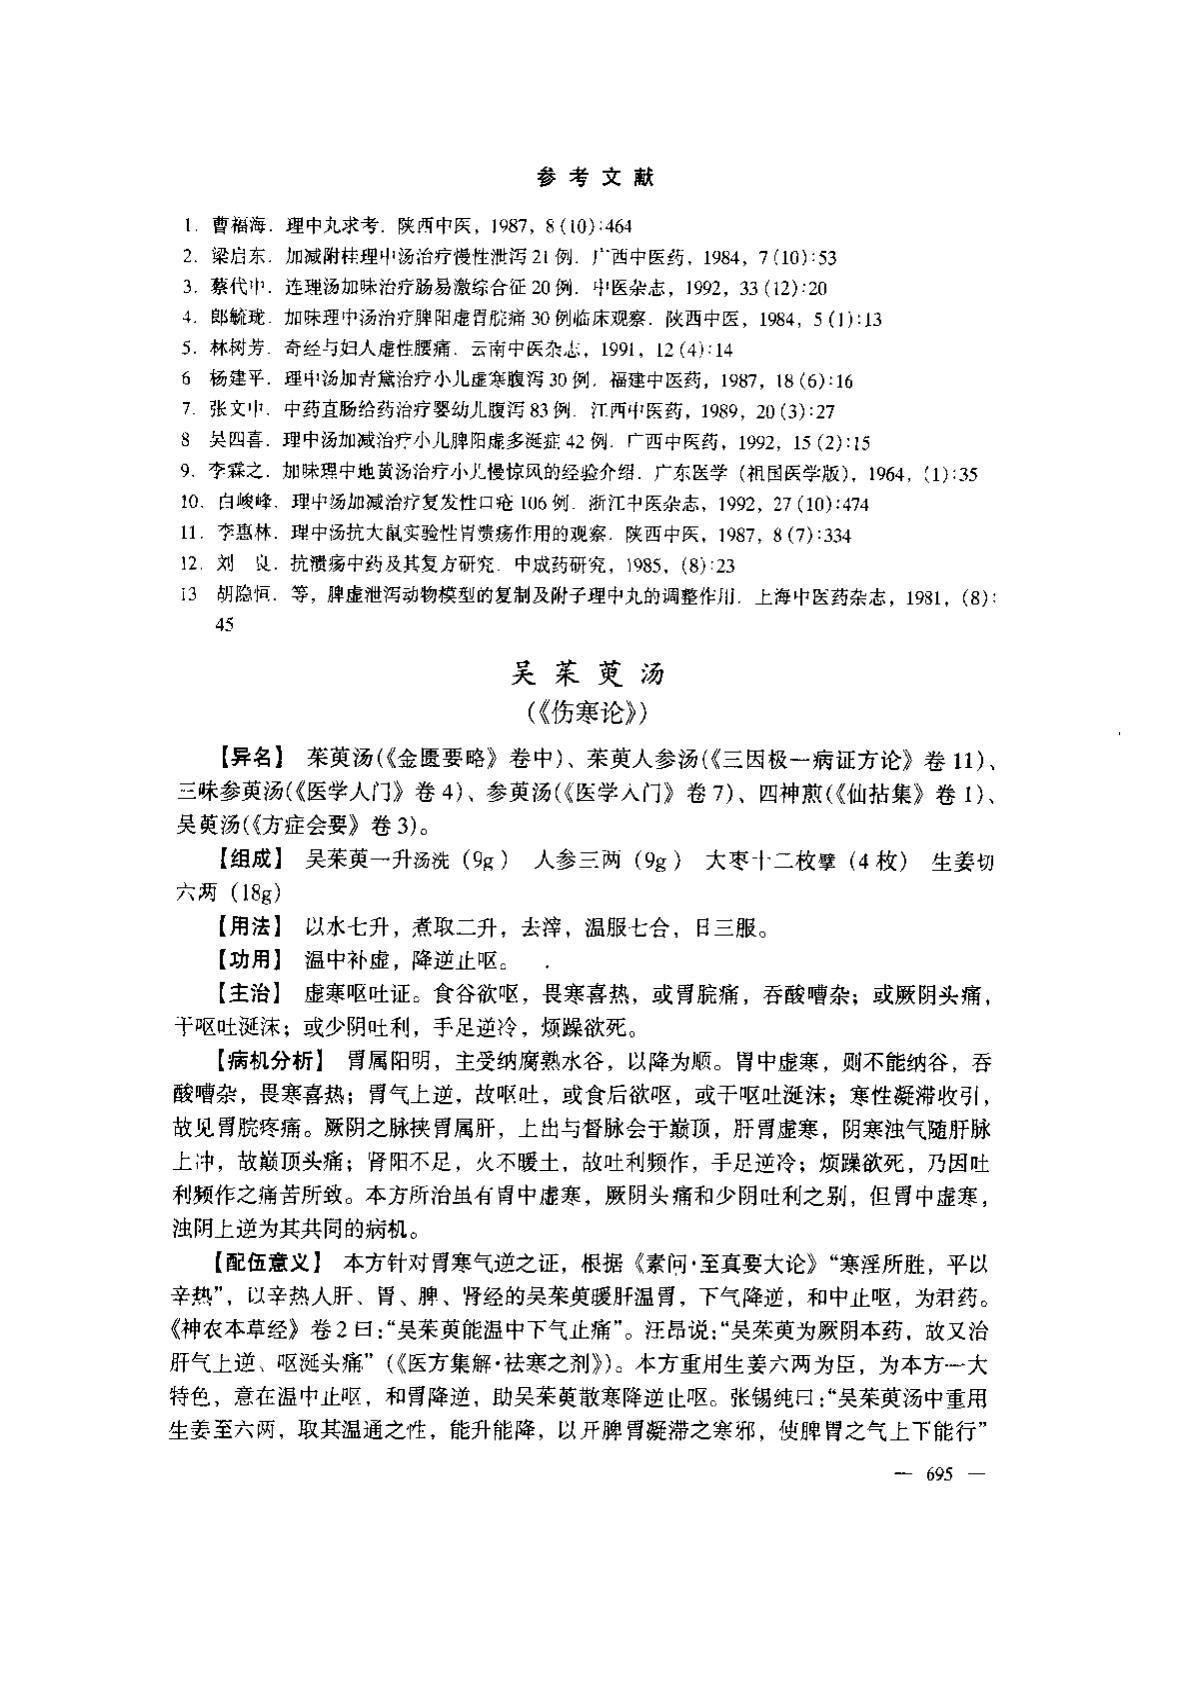 参考文献
1. 曹福海. 理中丸求考. 陕西中医, 1987, 8(10):464
2. 梁启东. 加减附桂理中汤治疗慢性泄泻21例. 广西中医药, 1984, 7(10):53
3. 蔡代中. 连理汤加味治疗肠易激综合征20例. 中医杂志, 1992, 33(12):20
4. 郎毓珑. 加味理中汤治疗脾阳虚胃脘痛30例临床观察. 陕西中医, 1984, 5(1):13
5. 林树芳. 奇经与妇人虚性腰痛. 云南中医杂志, 1991, 12(4):14
6 杨建平. 理中汤加青黛治疗小儿虚寒腹泻30例. 福建中医药, 1987, 18(6):16
7. 张文中. 中药直肠给药治疗婴幼儿腹泻83例. 江西中医药, 1989, 20(3):27
8 吴四喜. 理中汤加减治疗小儿脾阳虚多涎症42例. 广西中医药, 1992, 15(2):15
9. 李霖之. 加味理中地黄汤治疗小儿慢惊风的经验介绍. 广东医学 (祖国医学版), 1964, (1):35
10. 白峻峰. 理中汤加减治疗复发性口疮106例. 浙江中医杂志, 1992, 27(10):474
11. 李惠林. 理中汤抗大鼠实验性胃溃疡作用的观察. 陕西中医, 1987, 8(7):334
12. 刘 良. 抗溃疡中药及其复方研究. 中成药研究, 1985, (8):23
13 胡隐恒. 等, 脾虚泄泻动物模型的复制及附子理中丸的调整作用. 上海中医药杂志, 1981, (8):
45
吴茱萸汤
(《伤寒论》)
【异名】 茱萸汤(《金匮要略》卷中)、茱萸人参汤(《三因极一病证方论》卷11)、
三味参萸汤(《医学人门》卷4)、参萸汤(《医学入门》卷7)、四神煎(《仙拈集》卷1)、
吴萸汤(《方症会要》卷3)。
【组成】 吴茱萸一升汤洗 (9g) 人参三两 (9g) 大枣十二枚擘 (4枚) 生姜切
六两 (18g)
【用法】 以水七升, 煮取二升, 去滓, 温服七合, 日三服。
【功用】 温中补虚, 降逆止呕。
【主治】 虚寒呕吐证。食谷欲呕, 畏寒喜热, 或胃脘痛, 吞酸嘈杂; 或厥阴头痛,
干呕吐涎沫; 或少阴吐利, 手足逆冷, 烦躁欲死。
【病机分析】 胃属阳明, 主受纳腐熟水谷, 以降为顺。胃中虚寒, 则不能纳谷, 吞
酸嘈杂, 畏寒喜热; 胃气上逆, 故呕吐, 或食后欲呕, 或干呕吐涎沫; 寒性凝滞收引,
故见胃脘疼痛。厥阴之脉挟胃属肝, 上出与督脉会于巅顶, 肝胃虚寒, 阴寒浊气随肝脉
上冲, 故巅顶头痛; 肾阳不足, 火不暖土, 故吐利频作, 手足逆冷; 烦躁欲死, 乃因吐
利频作之痛苦所致。本方所治虽有胃中虚寒, 厥阴头痛和少阴吐利之别, 但胃中虚寒,
浊阴上逆为其共同的病机。
【配伍意义】 本方针对胃寒气逆之证, 根据《素问·至真要大论》“寒淫所胜, 平以
辛热”, 以辛热人肝、胃、脾、肾经的吴茱萸暖肝温胃, 下气降逆, 和中止呕, 为君药。
《神农本草经》卷2曰:“吴茱萸能温中下气止痛”。汪昂说:“吴茱萸为厥阴本药, 故又治
肝气上逆、呕涎头痛” (《医方集解·祛寒之剂》)。本方重用生姜六两为臣, 为本方一大
特色, 意在温中止呕, 和胃降逆, 助吴茱萸散寒降逆止呕。张锡纯曰:“吴茱萸汤中重用
生姜至六两, 取其温通之性, 能升能降, 以开脾胃凝滞之寒邪, 使脾胃之气上下能行”
— 695 —